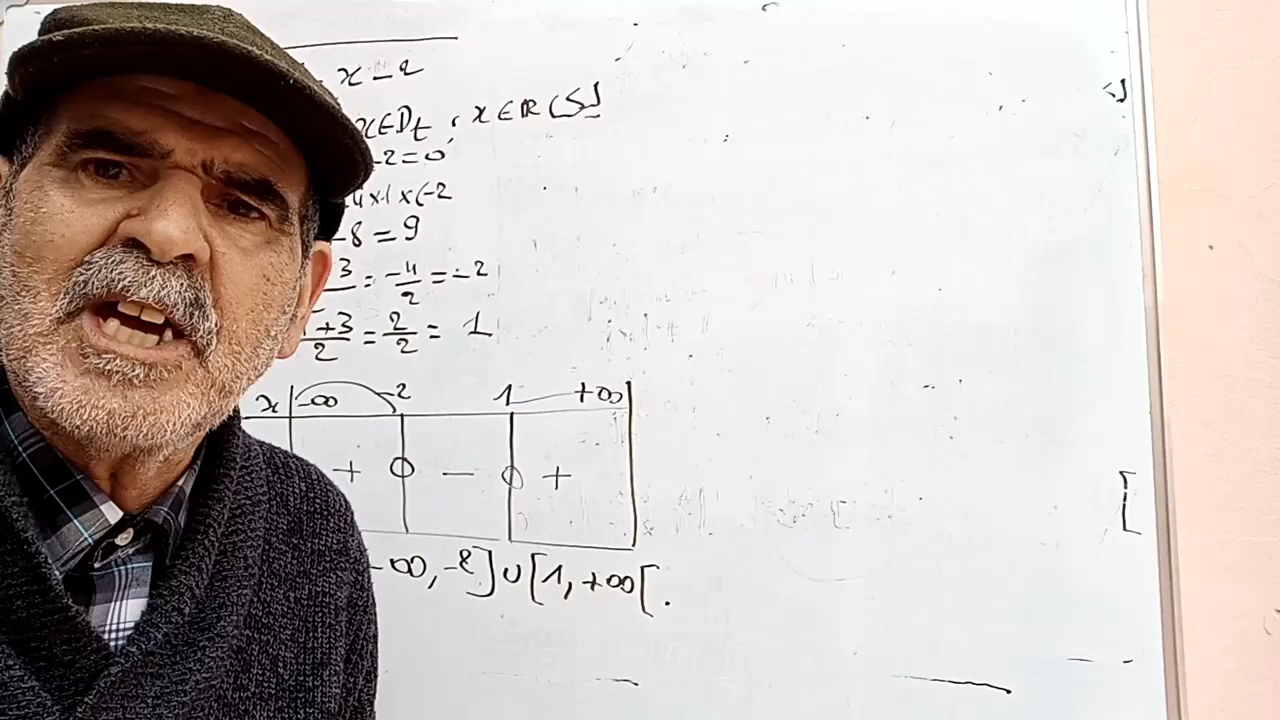 x – 2
x∈D_f , x∈ℝ
-2=0
4×1×(-2
-8=9
3 = -4/2 = -2
+3/2 = 2/2 = 1
x -∞ -2 1 +∞
+ 0 – 0 +
-∞, -2] ∪ [1, +∞[.
[